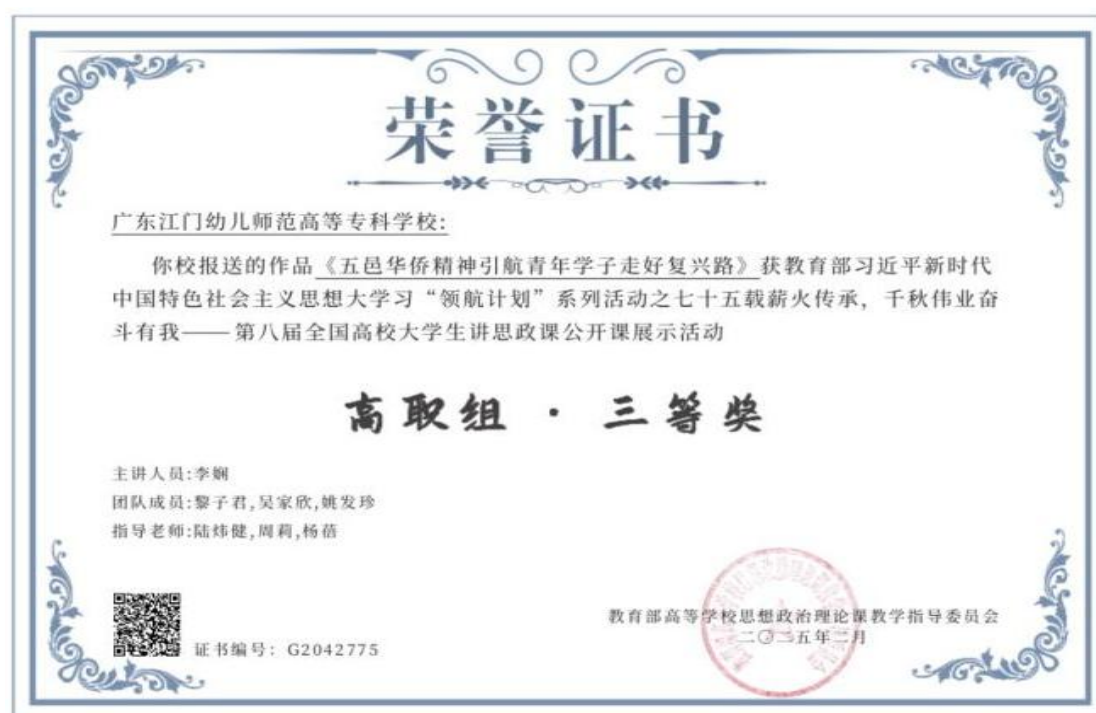 荣誉证书
广东江门幼儿师范高等专科学校:
你校报送的作品《五邑华侨精神引航青年学子走好复兴路》获教育部习近平新时代
中国特色社会主义思想大学习“领航计划”系列活动之七十五载薪火传承，千秋伟业奋
斗有我——第八届全国高校大学生讲思政课公开课展示活动
高职组 · 三等奖
主讲人员:李娴
团队成员:黎子君,吴家欣,姚发珍
指导老师:陆炜健,周莉,杨蓓
教育部高等学校思想政治理论课教学指导委员会
二〇二五年二月
证书编号: G2042775